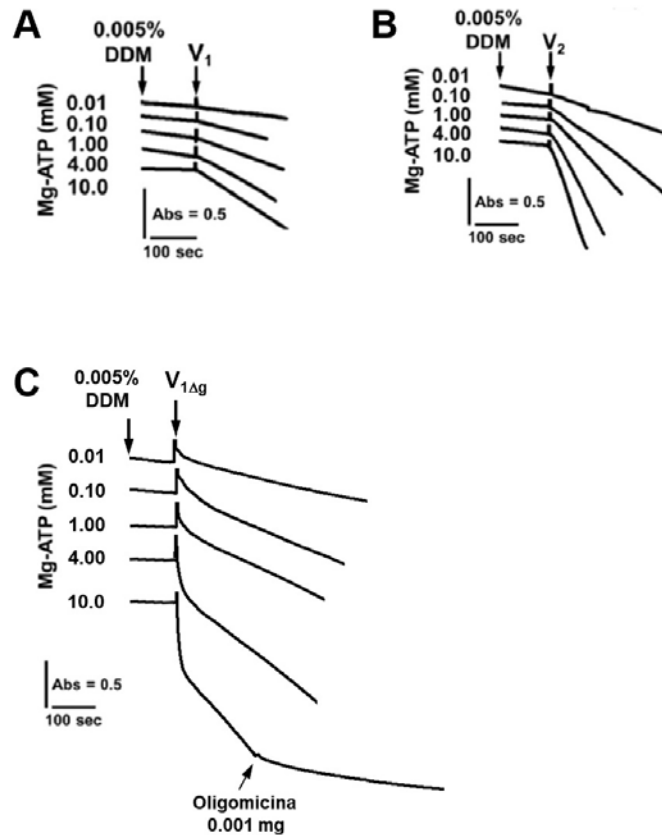 A
0.005%
DDM
V₁
Mg-ATP (mM)
0.01
0.10
1.00
4.00
10.0
Abs = 0.5
100 sec
B
0.005%
DDM
V₂
Mg-ATP (mM)
0.01
0.10
1.00
4.00
10.0
Abs = 0.5
100 sec
C
0.005%
DDM
V₁Δg
Mg-ATP (mM)
0.01
0.10
1.00
4.00
10.0
Abs = 0.5
100 sec
Oligomicina
0.001 mg